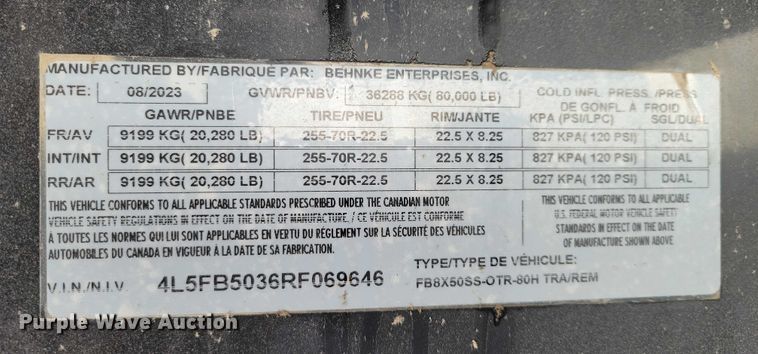 MANUFACTURED BY/FABRIQUE PAR: BEHNKE ENTERPRISES, INC.
DATE: 08/2023 GVWR/PNBV: 36288 KG( 80,000 LB) COLD INFL PRESS. /PRESS
DE GONFL. À FROID
GAWR/PNBE TIRE/PNEU RIM/JANTE KPA (PSI/LPC) SGL/DUAL
FR/AV 9199 KG( 20,280 LB) 255-70R-22.5 22.5 X 8.25 827 KPA( 120 PSI) DUAL
INT/INT 9199 KG( 20,280 LB) 255-70R-22.5 22.5 X 8.25 827 KPA( 120 PSI) DUAL
RR/AR 9199 KG( 20,280 LB) 255-70R-22.5 22.5 X 8.25 827 KPA( 120 PSI) DUAL
THIS VEHICLE CONFORMS TO ALL APPLICABLE STANDARDS PRESCRIBED UNDER THE CANADIAN MOTOR
VEHICLE SAFETY REGULATIONS IN EFFECT ON THE DATE OF MANUFACTURE. / CE VÉHICULE EST CONFORME
À TOUTES LES NORMES QUI LUI SONT APPLICABLES EN VERTU DU RÈGLEMENT SUR LA SÉCURITÉ DES VÉHICULES
AUTOMOBILES DU CANADA EN VIGUEUR À LA DATE DE SA FABRICATION.
THIS VEHICLE CONFORMS TO ALL APPLICABLE
U.S. FEDERAL MOTOR VEHICLE SAFETY
STANDARDS IN EFFECT ON THE DATE
OF MANUFACTURE SHOWN ABOVE
TYPE/TYPE DE VÉHICULE:
V.I.N./N.I.V. 4L5FB5036RF069646 FB8X50SS-OTR-80H TRA/REM
Purple Wave Auction